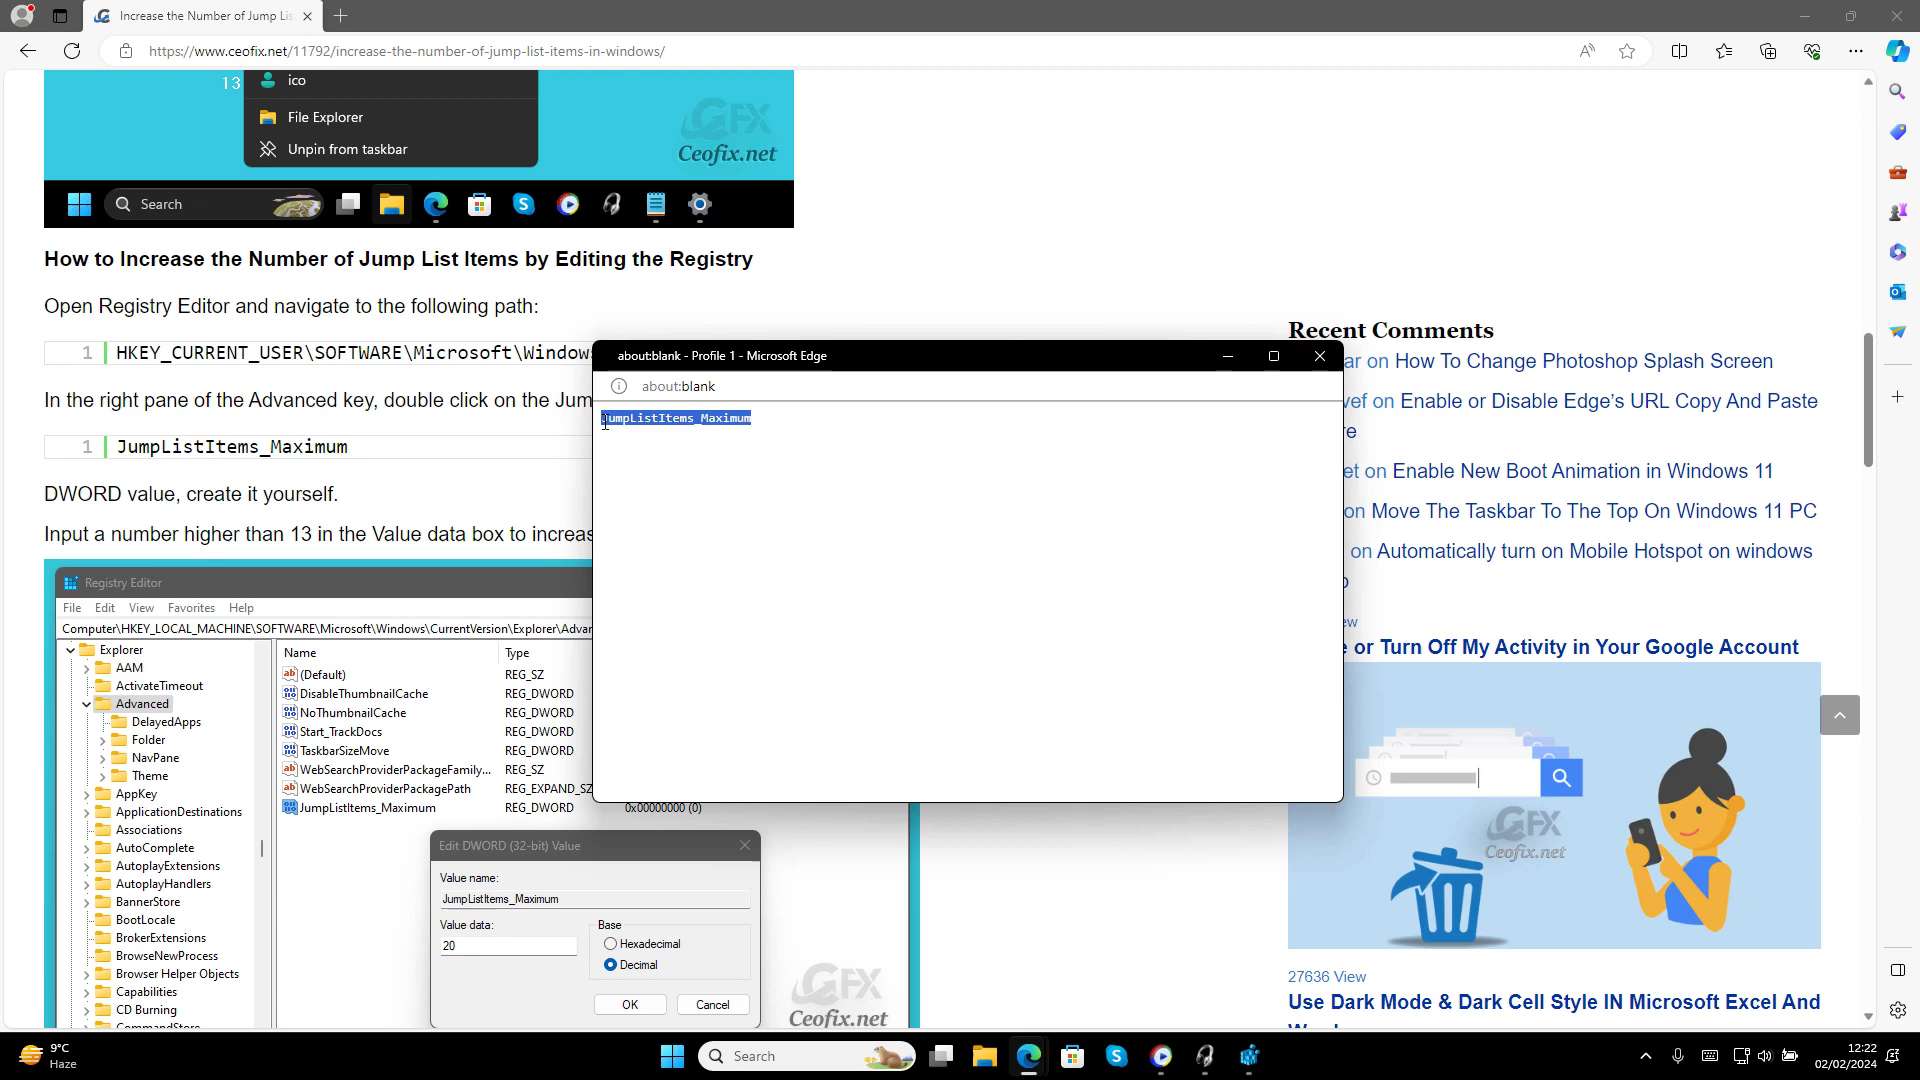 Increase the Number of Jump Lis
https://www.ceofix.net/11792/increase-the-number-of-jump-list-items-in-windows/
13
ico
File Explorer
Unpin from taskbar
GFX
Ceofix.net
Search
How to Increase the Number of Jump List Items by Editing the Registry
Open Registry Editor and navigate to the following path:
1 HKEY_CURRENT_USER\SOFTWARE\Microsoft\Windows
In the right pane of the Advanced key, double click on the Jum
1 JumpListItems_Maximum
DWORD value, create it yourself.
Input a number higher than 13 in the Value data box to increas
about:blank - Profile 1 - Microsoft Edge
about:blank
JumpListItems_Maximum
Recent Comments
ar on How To Change Photoshop Splash Screen
vef on Enable or Disable Edge's URL Copy And Paste
re
et on Enable New Boot Animation in Windows 11
on Move The Taskbar To The Top On Windows 11 PC
on Automatically turn on Mobile Hotspot on windows
ew
e or Turn Off My Activity in Your Google Account
GFX
Ceofix.net
27636 View
Use Dark Mode & Dark Cell Style IN Microsoft Excel And
Registry Editor
File Edit View Favorites Help
Computer\HKEY_LOCAL_MACHINE\SOFTWARE\Microsoft\Windows\CurrentVersion\Explorer\Advan
Explorer
AAM
ActivateTimeout
Advanced
DelayedApps
Folder
NavPane
Theme
AppKey
ApplicationDestinations
Associations
AutoComplete
AutoplayExtensions
AutoplayHandlers
BannerStore
BootLocale
BrokerExtensions
BrowseNewProcess
Browser Helper Objects
Capabilities
CD Burning
Name Type
(Default) REG_SZ
DisableThumbnailCache REG_DWORD
NoThumbnailCache REG_DWORD
Start_TrackDocs REG_DWORD
TaskbarSizeMove REG_DWORD
WebSearchProviderPackageFamily... REG_SZ
WebSearchProviderPackagePath REG_EXPAND_SZ
JumpListItems_Maximum REG_DWORD 0x00000000 (0)
Edit DWORD (32-bit) Value
Value name:
JumpListItems_Maximum
Value data:
20
Base
Hexadecimal
Decimal
OK Cancel
GFX
Ceofix.net
9°C
Haze
Search
12:22
02/02/2024